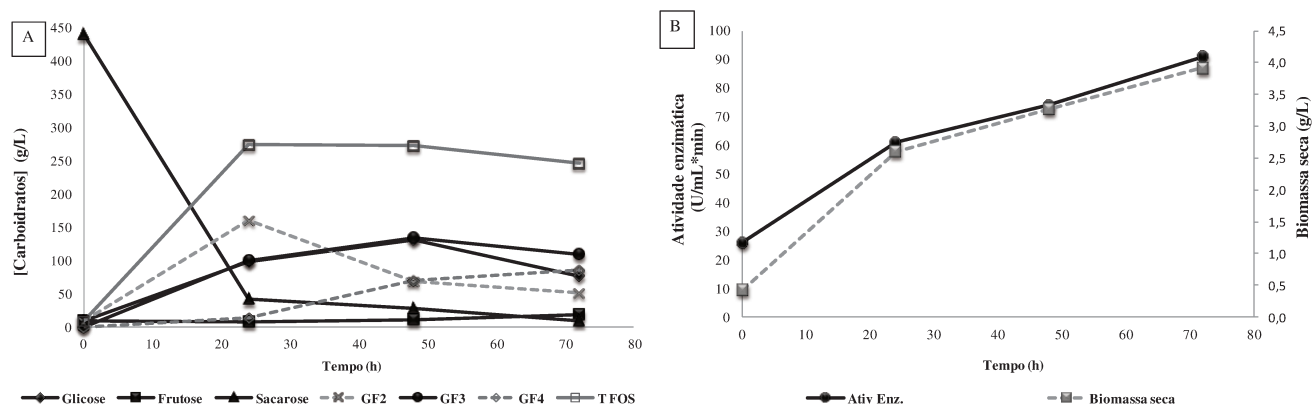 A
[Carboidratos] (g/L)
450
400
350
300
250
200
150
100
50
0
0 10 20 30 40 50 60 70 80
Tempo (h)
Glicose Frutose Sacarose GF2 GF3 GF4 T FOS
B
Atividade enzimática
(U/mL*min)
100
90
80
70
60
50
40
30
20
10
0
4,5
4,0
3,5
3,0
2,5
2,0
1,5
1,0
0,5
0,0
Biomassa seca (g/L)
0 10 20 30 40 50 60 70 80
Tempo (h)
Ativ Enz. Biomassa seca